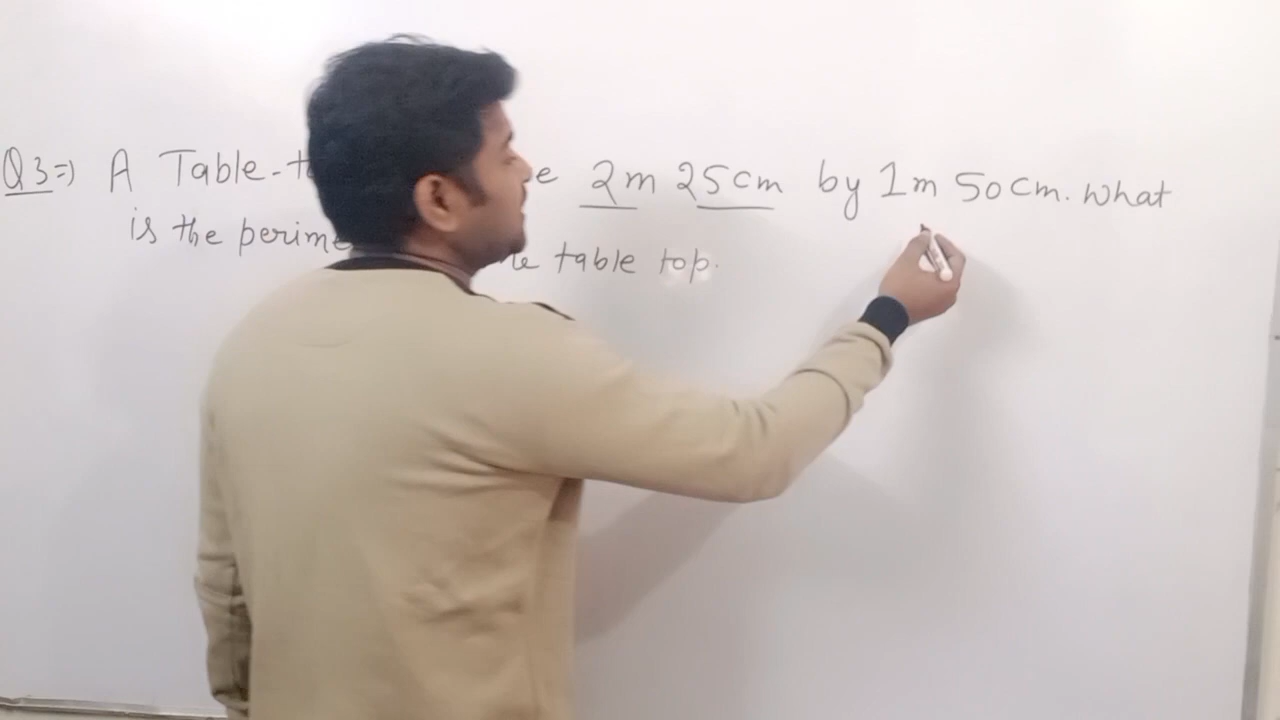 Q3=) A Table-t e 2m 25cm by 1m 50cm. what
is the perime e table top.